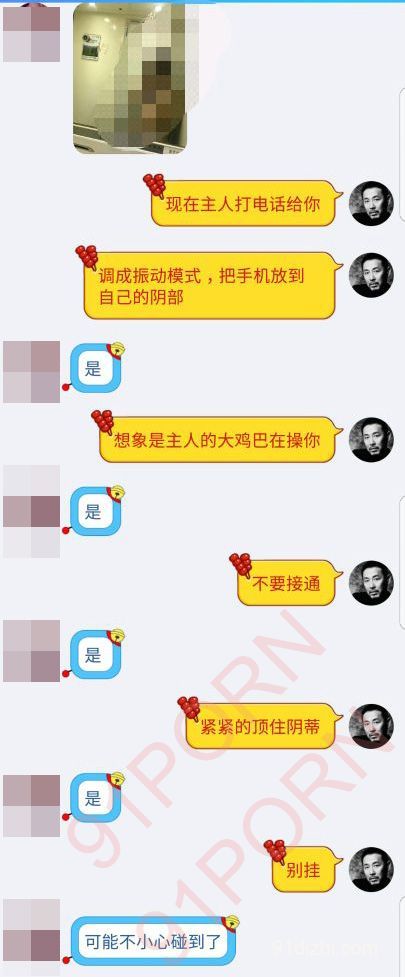 现在主人打电话给你
调成振动模式，把手机放到
自己的阴部
是
想象是主人的大鸡巴在操你
是
不要接通
是
紧紧的顶住阴蒂
是
别挂
可能不小心碰到了
91PORN
91PORN
91dizhi.com